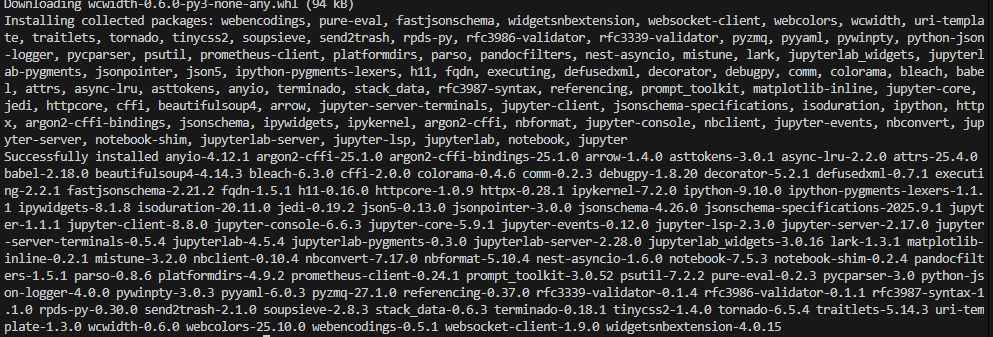 Downloading wcwidth-0.6.0-py3-none-any.whl (94 kB)
Installing collected packages: webencodings, pure-eval, fastjsonschema, widgetsnbextension, websocket-client, webcolors, wcwidth, uri-templa
te, traitlets, tornado, tinycss2, soupsieve, send2trash, rpds-py, rfc3986-validator, rfc3339-validator, pyzmq, pyyaml, pywinpty, python-json
-logger, pycparser, psutil, prometheus-client, platformdirs, parso, pandocfilters, nest-asyncio, mistune, lark, jupyterlab_widgets, jupyterl
ab-pygments, jsonpointer, json5, ipython-pygments-lexers, h11, fqdn, executing, defusedxml, decorator, debugpy, comm, colorama, bleach, babe
l, attrs, async-lru, asttokens, anyio, terminado, stack_data, rfc3987-syntax, referencing, prompt_toolkit, matplotlib-inline, jupyter-core,
jedi, httpcore, cffi, beautifulsoup4, arrow, jupyter-server-terminals, jupyter-client, jsonschema-specifications, isoduration, ipython, http
x, argon2-cffi-bindings, jsonschema, ipywidgets, ipykernel, argon2-cffi, nbformat, jupyter-console, nbclient, jupyter-events, nbconvert, jup
yter-server, notebook-shim, jupyterlab-server, jupyter-lsp, jupyterlab, notebook, jupyter
Successfully installed anyio-4.12.1 argon2-cffi-25.1.0 argon2-cffi-bindings-25.1.0 arrow-1.4.0 asttokens-3.0.1 async-lru-2.2.0 attrs-25.4.0
babel-2.18.0 beautifulsoup4-4.14.3 bleach-6.3.0 cffi-2.0.0 colorama-0.4.6 comm-0.2.3 debugpy-1.8.20 decorator-5.2.1 defusedxml-0.7.1 executi
ng-2.2.1 fastjsonschema-2.21.2 fqdn-1.5.1 h11-0.16.0 httpcore-1.0.9 httpx-0.28.1 ipykernel-7.2.0 ipython-9.10.0 ipython-pygments-lexers-1.1.
1 ipywidgets-8.1.8 isoduration-20.11.0 jedi-0.19.2 json5-0.13.0 jsonpointer-3.0.0 jsonschema-4.26.0 jsonschema-specifications-2025.9.1 jupyt
er-1.1.1 jupyter-client-8.8.0 jupyter-console-6.6.3 jupyter-core-5.9.1 jupyter-events-0.12.0 jupyter-lsp-2.3.0 jupyter-server-2.17.0 jupyter
-server-terminals-0.5.4 jupyterlab-4.5.4 jupyterlab-pygments-0.3.0 jupyterlab-server-2.28.0 jupyterlab_widgets-3.0.16 lark-1.3.1 matplotlib-
inline-0.2.1 mistune-3.2.0 nbclient-0.10.4 nbconvert-7.17.0 nbformat-5.10.4 nest-asyncio-1.6.0 notebook-7.5.3 notebook-shim-0.2.4 pandocfilt
ers-1.5.1 parso-0.8.6 platformdirs-4.9.2 prometheus-client-0.24.1 prompt_toolkit-3.0.52 psutil-7.2.2 pure-eval-0.2.3 pycparser-3.0 python-js
on-logger-4.0.0 pywinpty-3.0.3 pyyaml-6.0.3 pyzmq-27.1.0 referencing-0.37.0 rfc3339-validator-0.1.4 rfc3986-validator-0.1.1 rfc3987-syntax-1
.1.0 rpds-py-0.30.0 send2trash-2.1.0 soupsieve-2.8.3 stack_data-0.6.3 terminado-0.18.1 tinycss2-1.4.0 tornado-6.5.4 traitlets-5.14.3 uri-tem
plate-1.3.0 wcwidth-0.6.0 webcolors-25.10.0 webencodings-0.5.1 websocket-client-1.9.0 widgetsnbextension-4.0.15